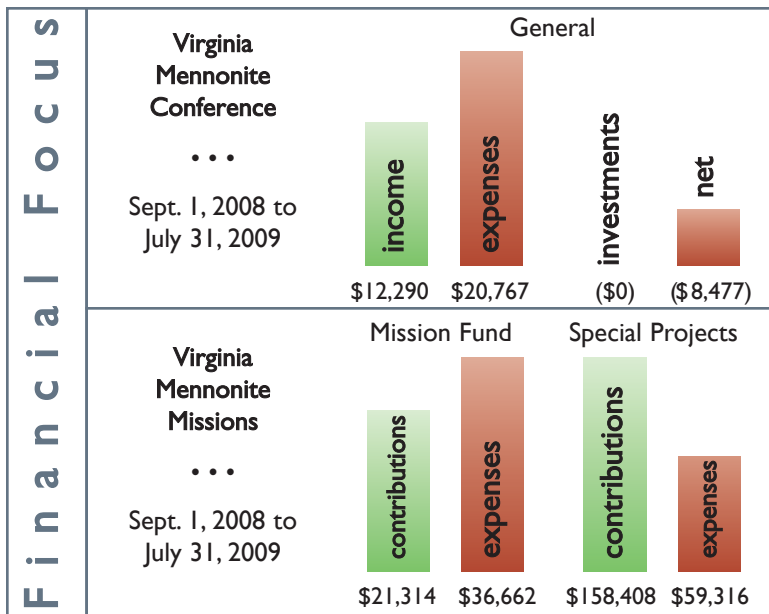 Financial Focus
Virginia
Mennonite
Conference
...
Sept. 1, 2008 to
July 31, 2009
General
income
expenses
investments
net
$12,290 $20,767 ($0) ($8,477)
Virginia
Mennonite
Missions
...
Sept. 1, 2008 to
July 31, 2009
Mission Fund Special Projects
contributions
expenses
contributions
expenses
$21,314 $36,662 $158,408 $59,316